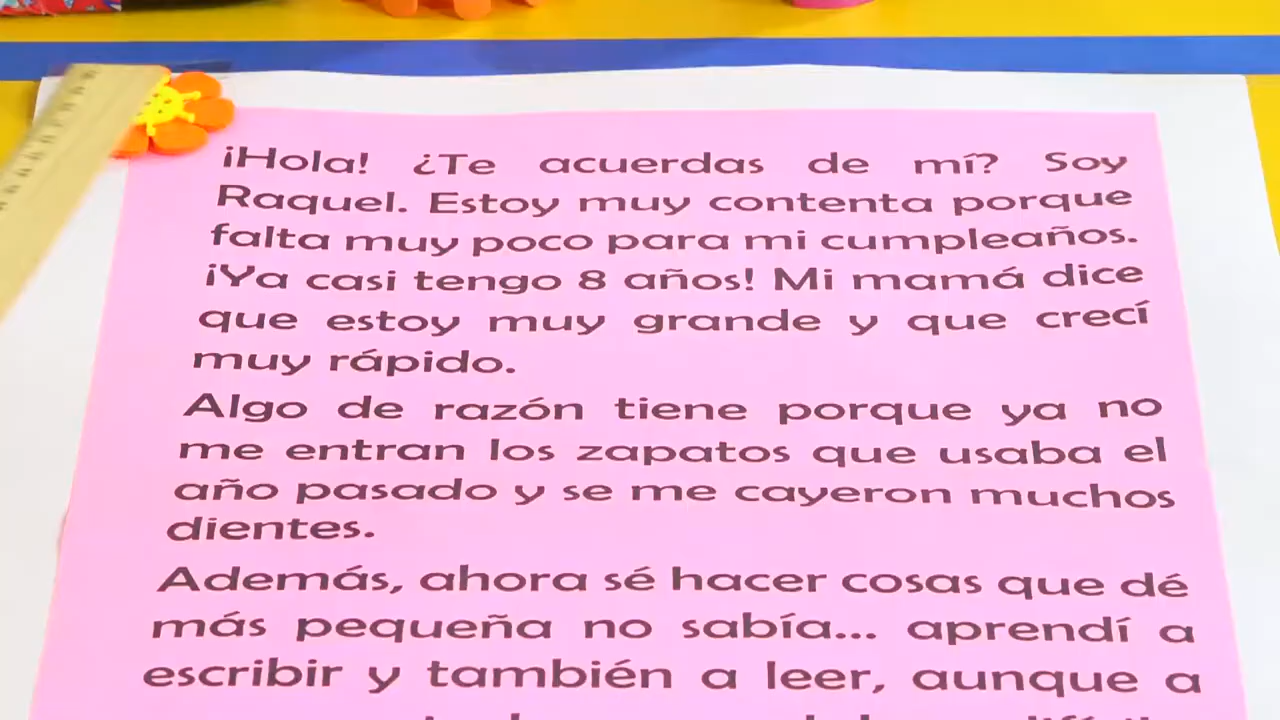 ¡Hola! ¿Te acuerdas de mí? Soy
Raquel. Estoy muy contenta porque
falta muy poco para mi cumpleaños.
¡Ya casi tengo 8 años! Mi mamá dice
que estoy muy grande y que crecí
muy rápido.
Algo de razón tiene porque ya no
me entran los zapatos que usaba el
año pasado y se me cayeron muchos
dientes.
Además, ahora sé hacer cosas que dé
más pequeña no sabía... aprendí a
escribir y también a leer, aunque a